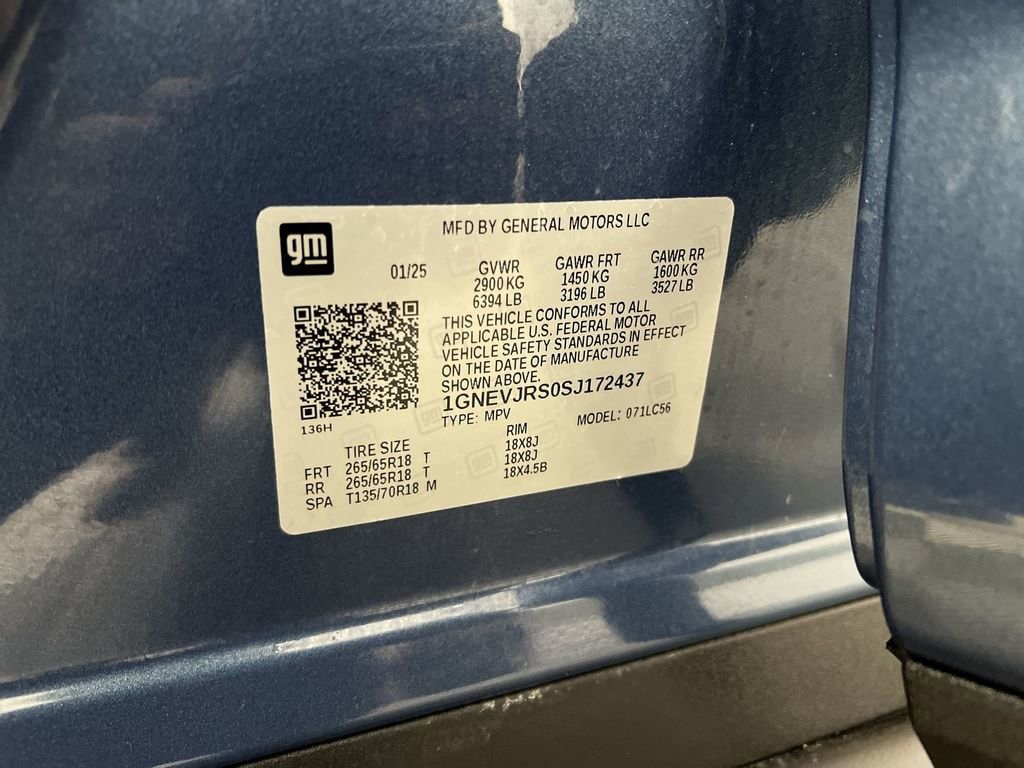 gm
MFD BY GENERAL MOTORS LLC
01/25
GVWR GAWR FRT GAWR RR
2900 KG 1450 KG 1600 KG
6394 LB 3196 LB 3527 LB
THIS VEHICLE CONFORMS TO ALL
APPLICABLE U.S. FEDERAL MOTOR
VEHICLE SAFETY STANDARDS IN EFFECT
ON THE DATE OF MANUFACTURE
SHOWN ABOVE.
1GNEVJRS0SJ172437
TYPE: MPV MODEL: 071LC56
136H
TIRE SIZE RIM
FRT 265/65R18 T 18X8J
RR 265/65R18 T 18X8J
SPA T135/70R18 M 18X4.5B